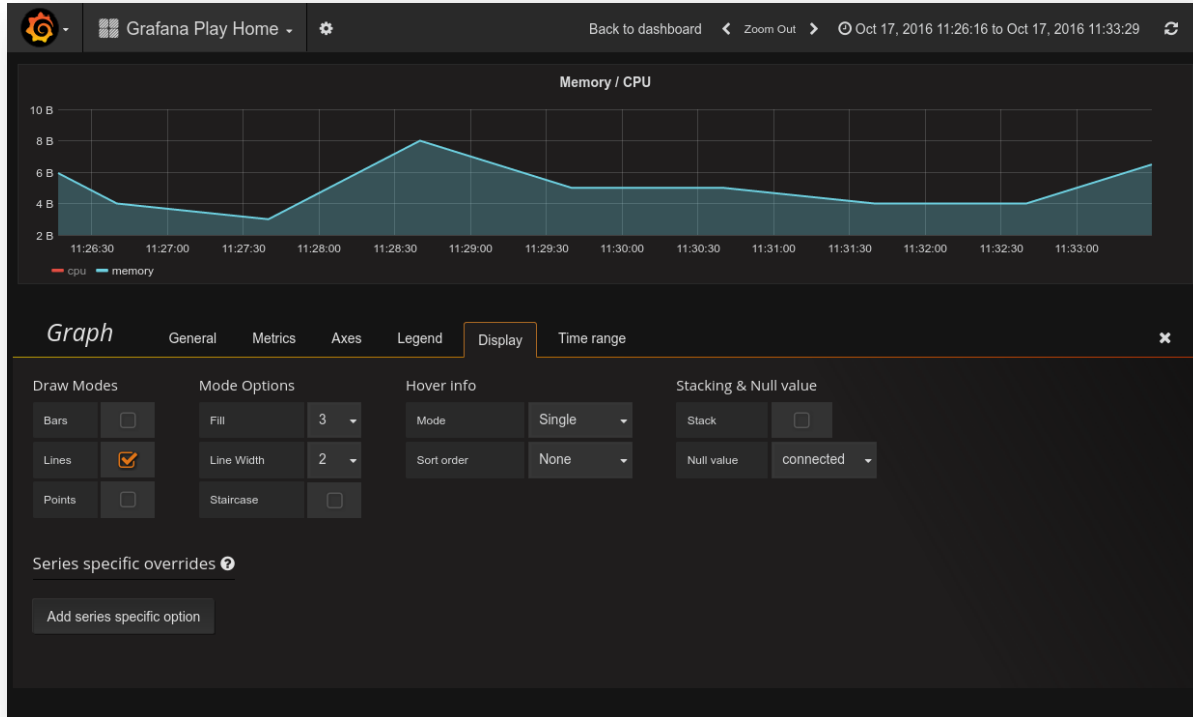 Grafana Play Home
Back to dashboard Zoom Out Oct 17, 2016 11:26:16 to Oct 17, 2016 11:33:29
Memory / CPU
10 B
8 B
6 B
4 B
2 B
11:26:30 11:27:00 11:27:30 11:28:00 11:28:30 11:29:00 11:29:30 11:30:00 11:30:30 11:31:00 11:31:30 11:32:00 11:32:30 11:33:00
cpu memory
Graph General Metrics Axes Legend Display Time range
Draw Modes Mode Options Hover info Stacking & Null value
Bars Fill 3 Mode Single Stack
Lines Line Width 2 Sort order None Null value connected
Points Staircase
Series specific overrides
Add series specific option